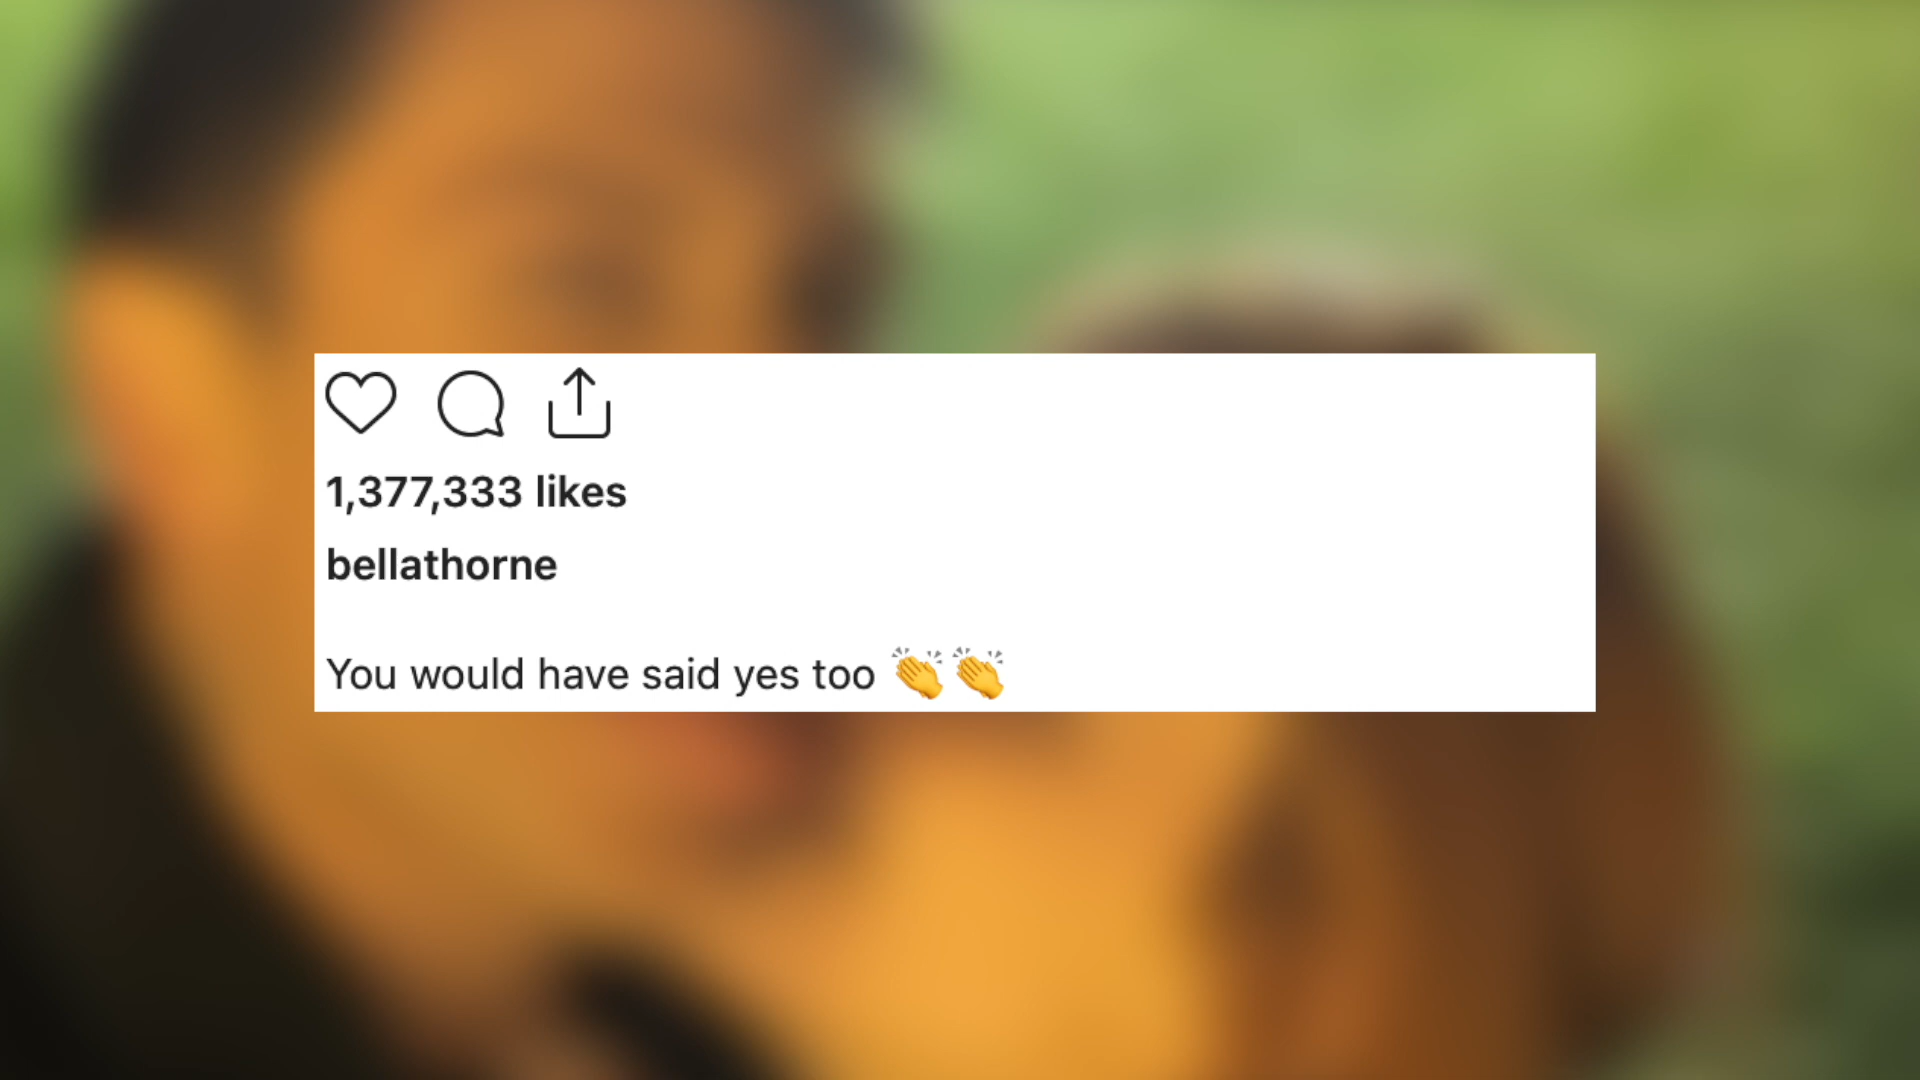 1,377,333 likes
bellathorne
You would have said yes too 👏👏